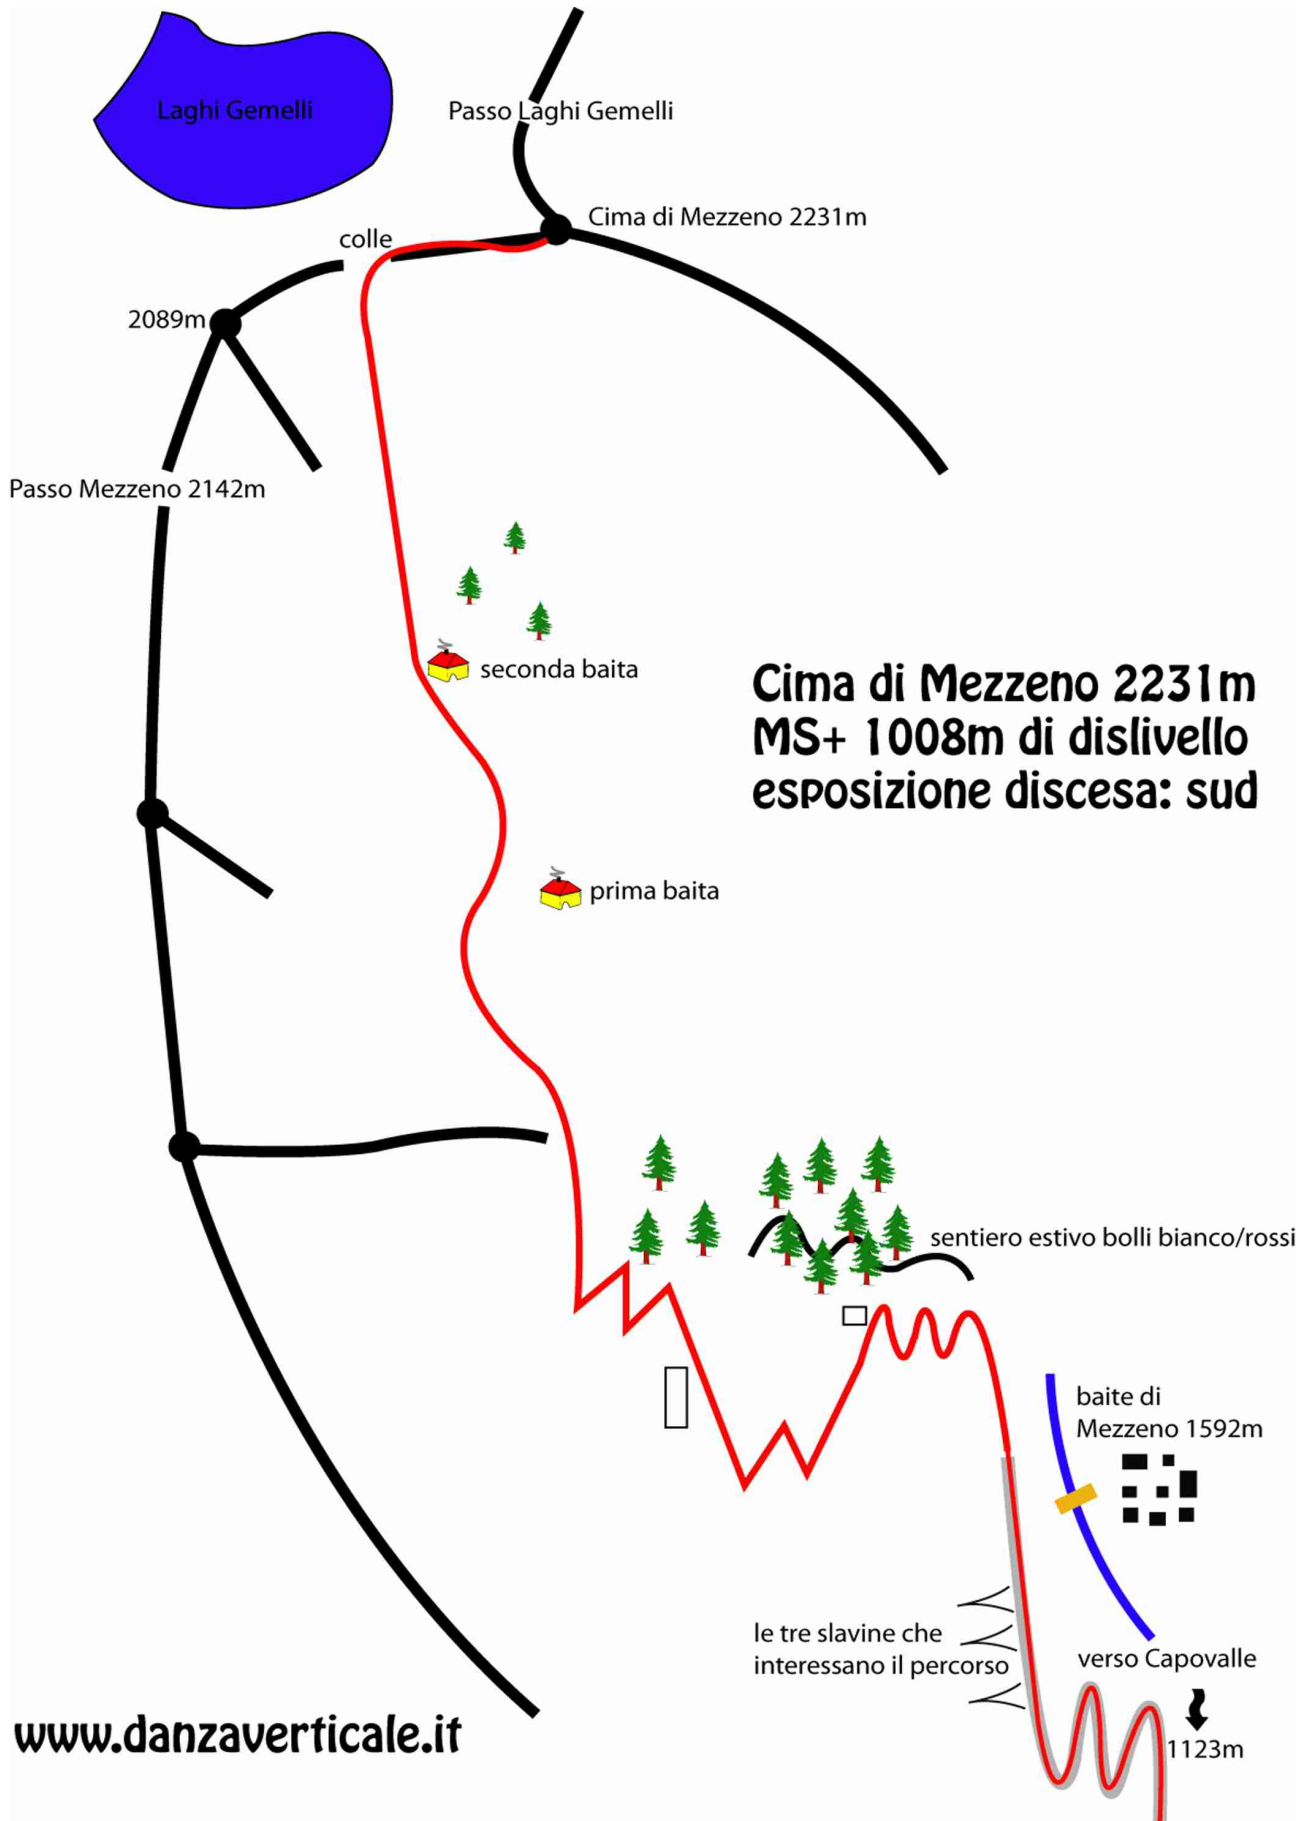 Laghi Gemelli
Passo Laghi Gemelli
Cima di Mezzeno 2231m
colle
2089m
Passo Mezzeno 2142m
seconda baita
Cima di Mezzeno 2231m
MS+ 1008m di dislivello
esposizione discesa: sud
prima baita
sentiero estivo bolli bianco/rossi
baite di
Mezzeno 1592m
le tre slavine che
interessano il percorso
verso Capovalle
1123m
www.danzaverticale.it